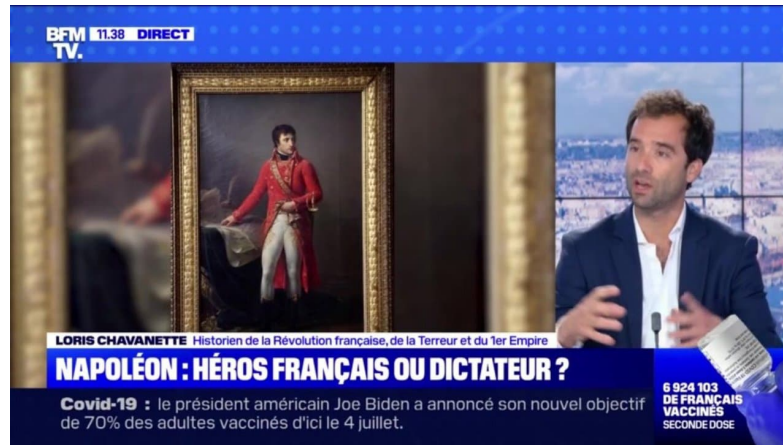 BFM 11.38 DIRECT
TV.
LORIS CHAVANETTE Historien de la Révolution française, de la Terreur et du 1er Empire
NAPOLÉON : HÉROS FRANÇAIS OU DICTATEUR ?
Covid-19 : le président américain Joe Biden a annoncé son nouvel objectif
de 70% des adultes vaccinés d'ici le 4 juillet.
6 924 103
DE FRANÇAIS
VACCINÉS
SECONDE DOSE